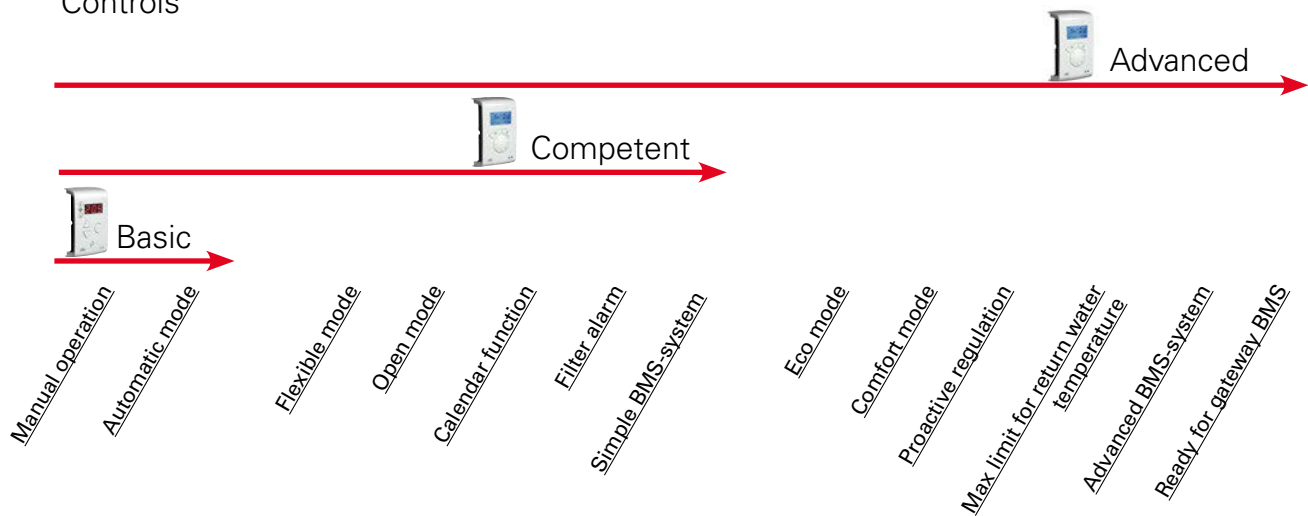 Controls
Advanced
Competent
Basic
Manual operation
Automatic mode
Flexible mode
Open mode
Calendar function
Filter alarm
Simple BMS-system
Eco mode
Comfort mode
Proactive regulation
Max limit for return water
temperature
Advanced BMS-system
Ready for gateway BMS